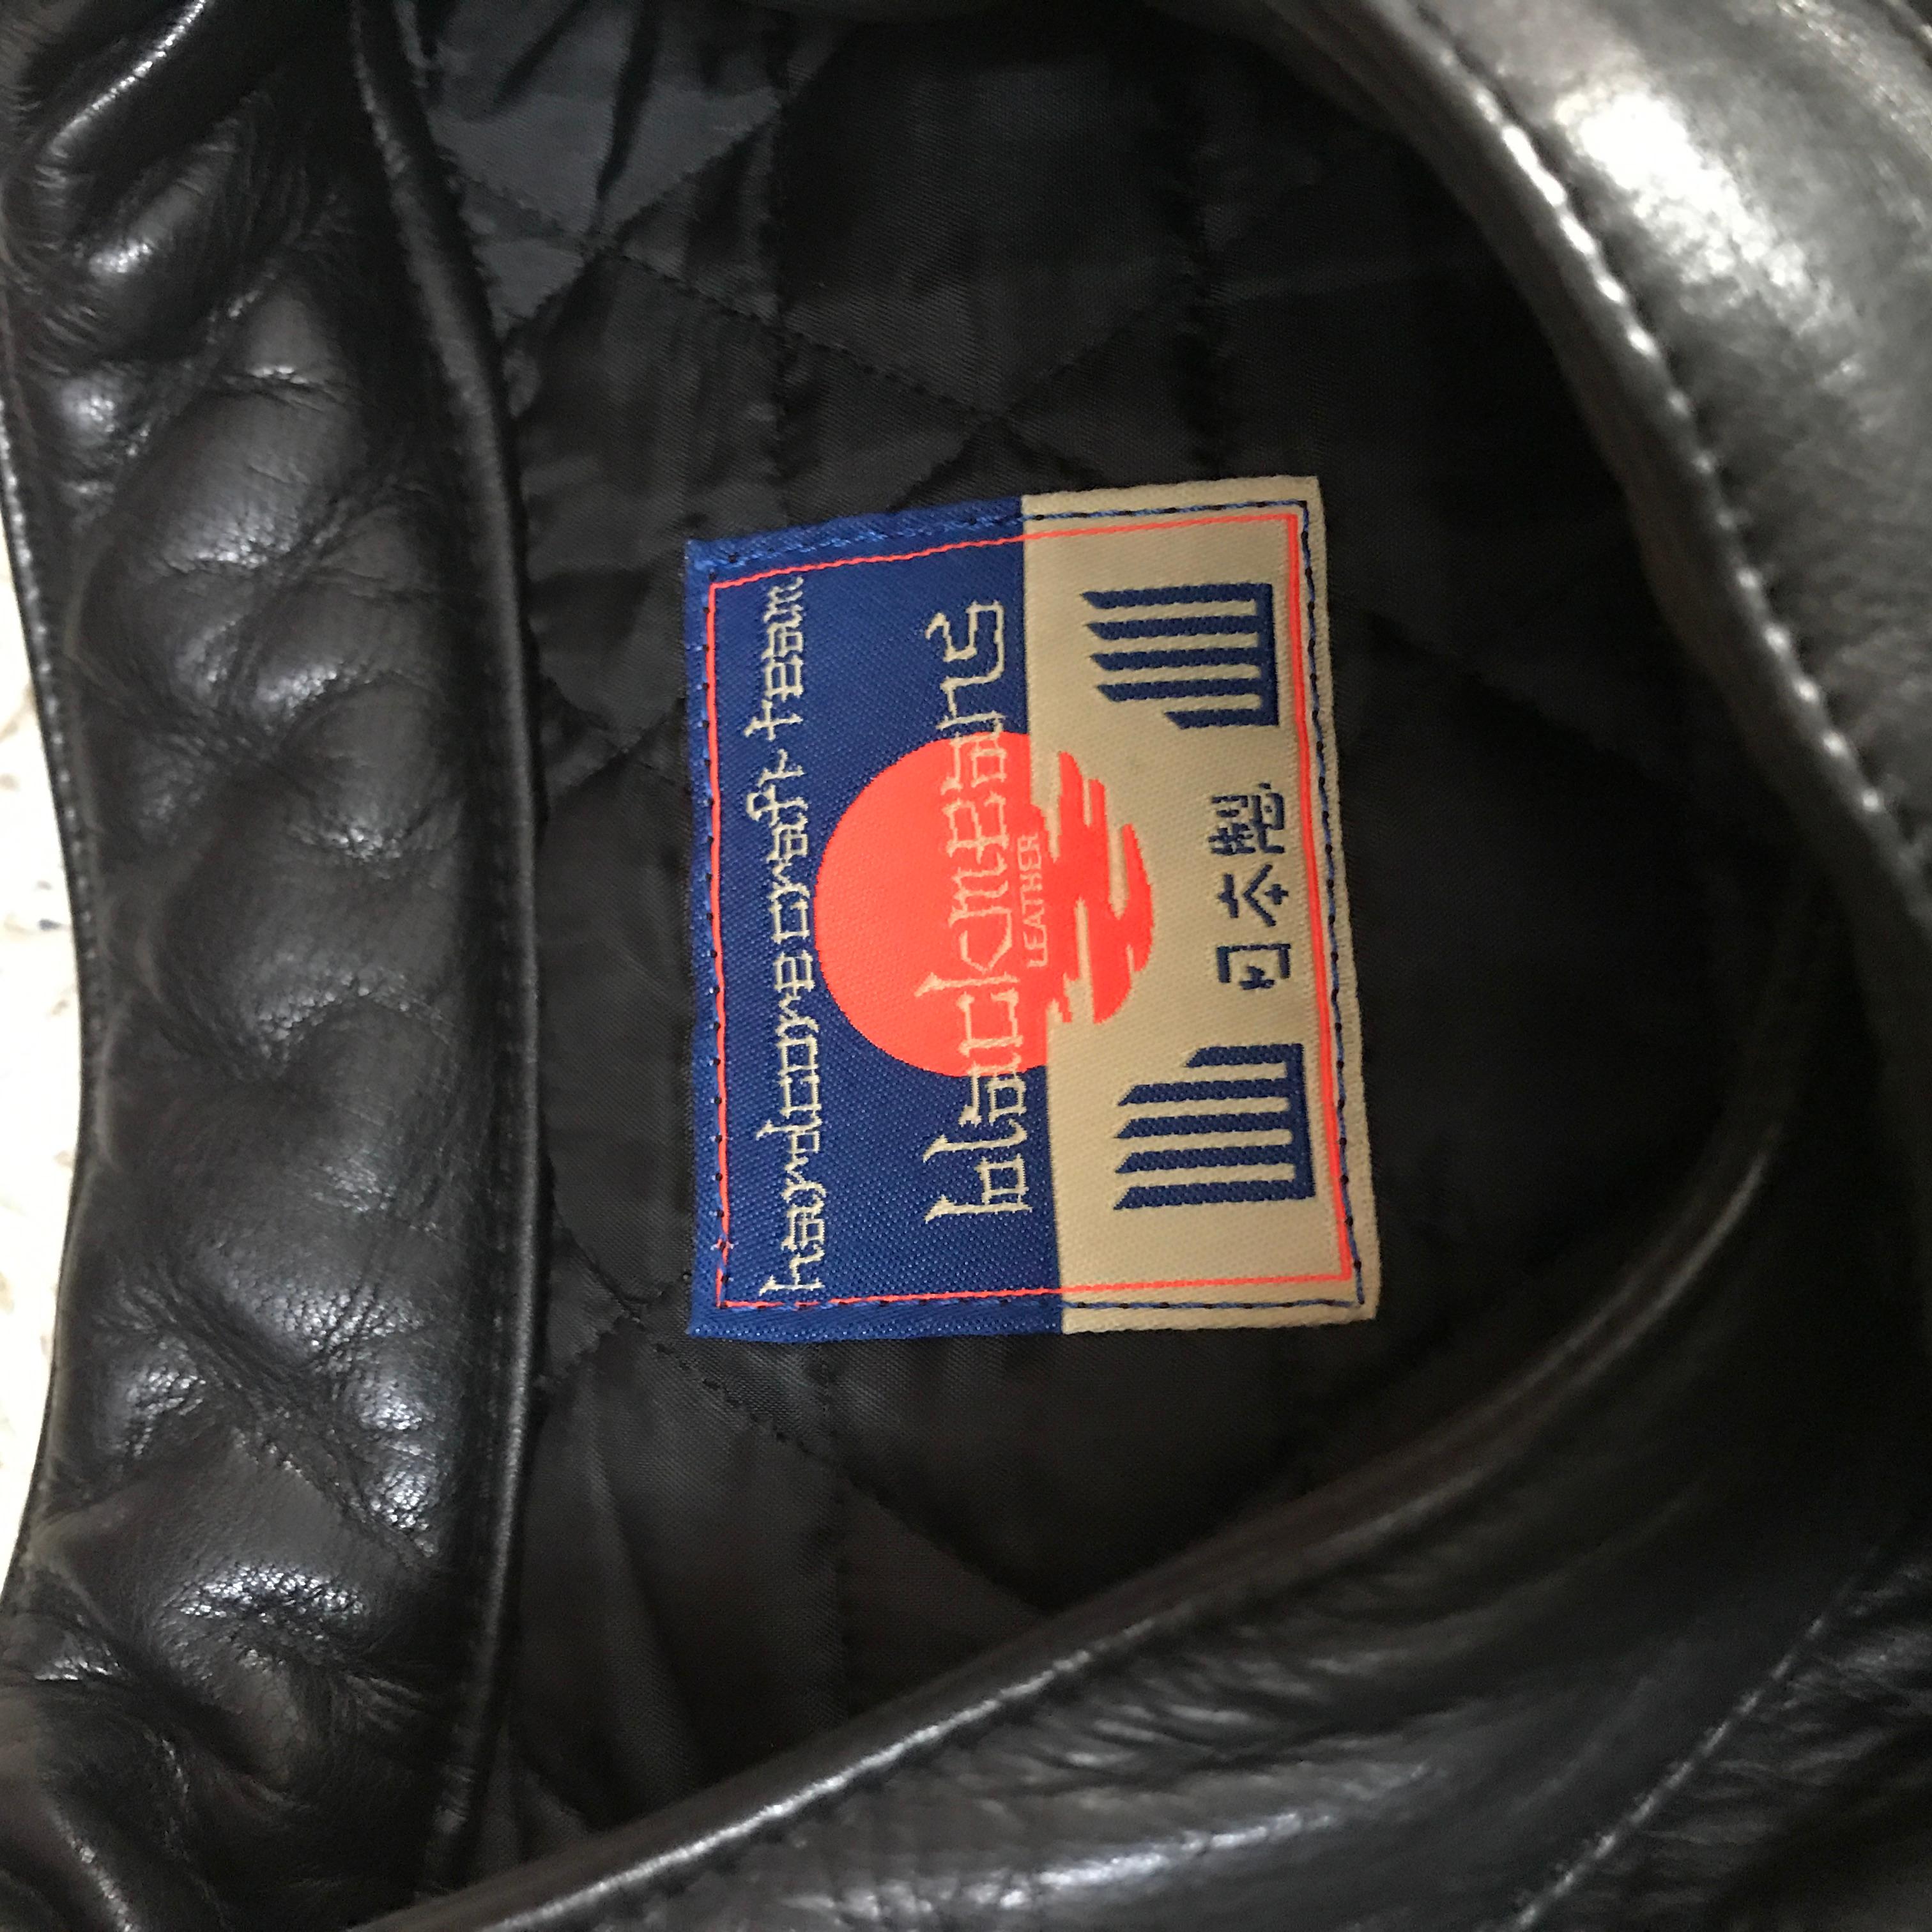 hardcore craft team
blackmeans
LEATHER
日本製